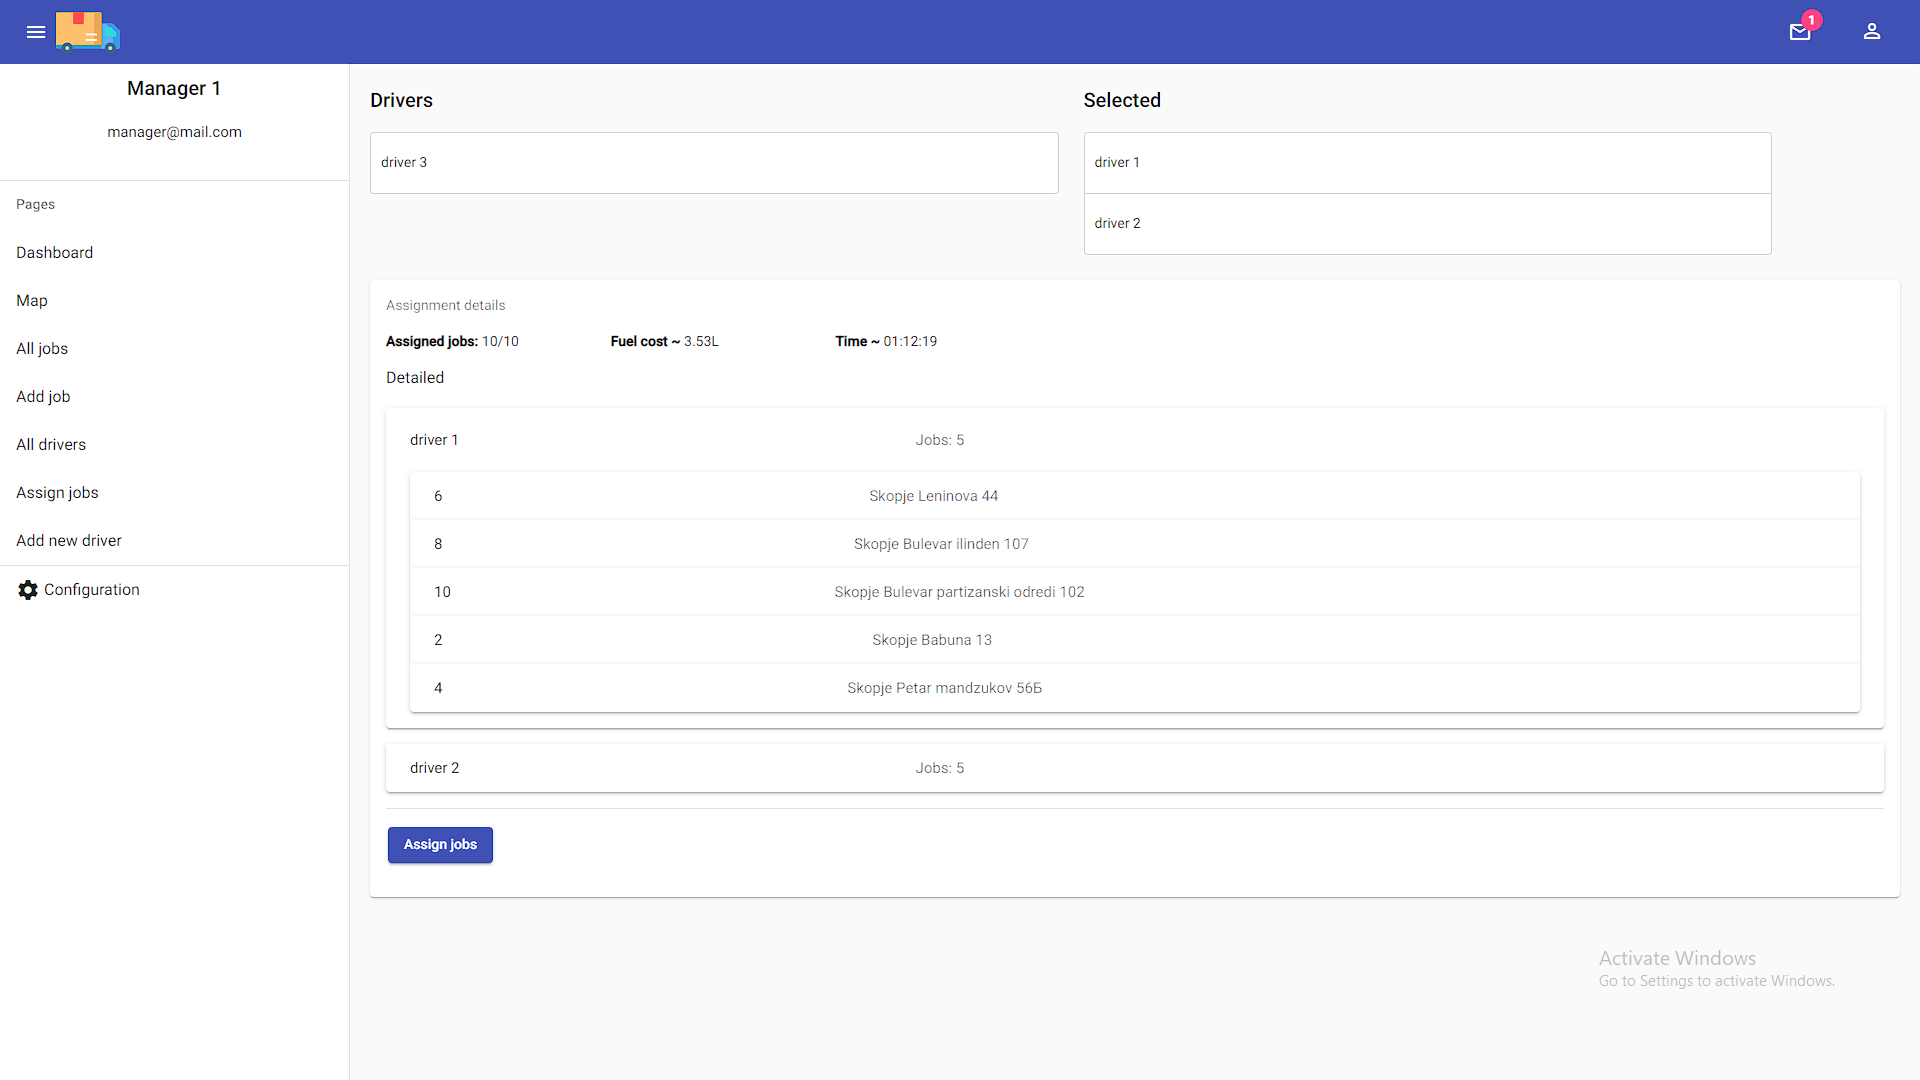 1
Manager 1
manager@mail.com
Pages
Dashboard
Map
All jobs
Add job
All drivers
Assign jobs
Add new driver
Configuration
Drivers
driver 3
Selected
driver 1
driver 2
Assignment details
Assigned jobs: 10/10 Fuel cost ~ 3.53L Time ~ 01:12:19
Detailed
driver 1 Jobs: 5
6 Skopje Leninova 44
8 Skopje Bulevar ilinden 107
10 Skopje Bulevar partizanski odredi 102
2 Skopje Babuna 13
4 Skopje Petar mandzukov 56Б
driver 2 Jobs: 5
Assign jobs
Activate Windows
Go to Settings to activate Windows.